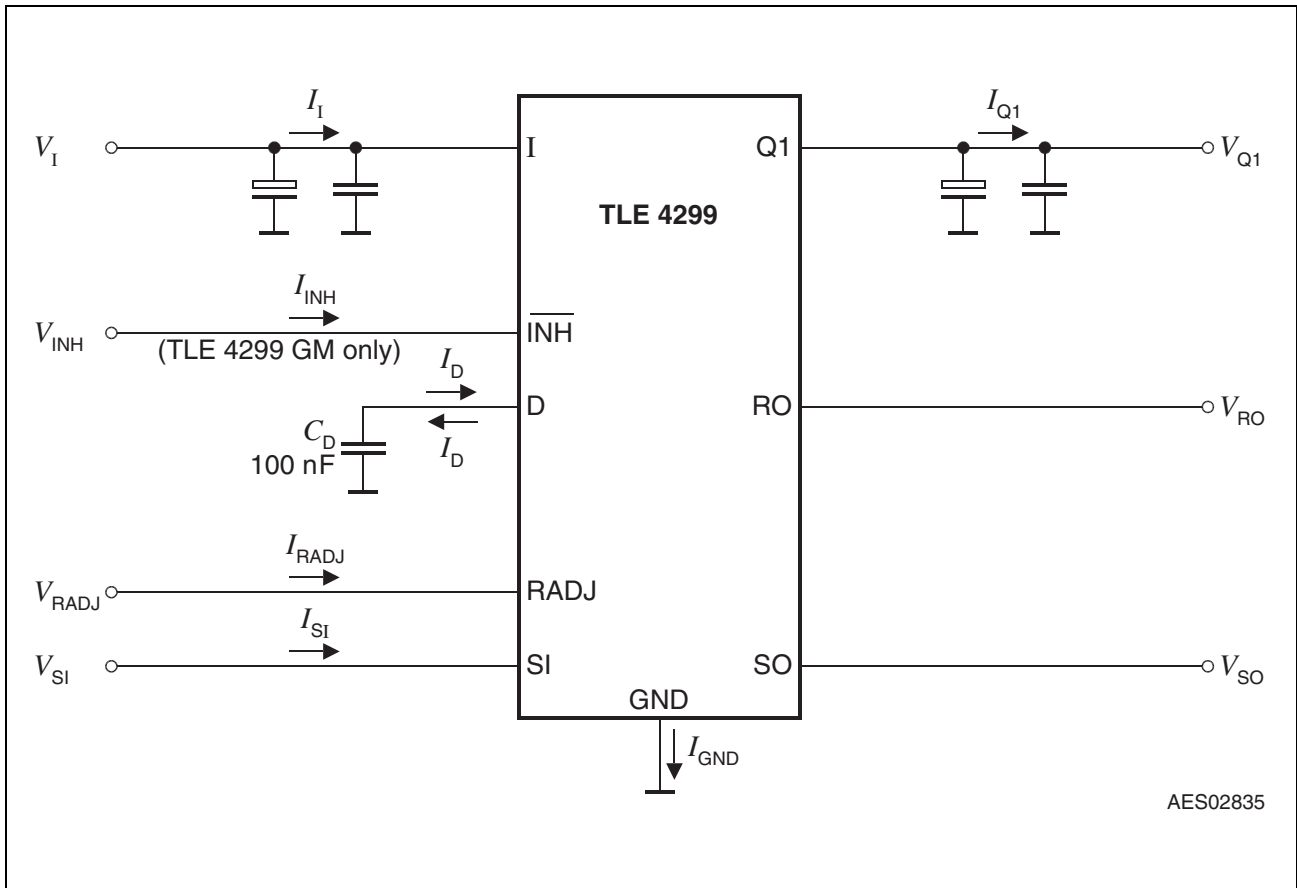 I_I
I_Q1
V_I
I
Q1
V_Q1
TLE 4299
I_INH
V_INH
INH
(TLE 4299 GM only)
I_D
D
RO
V_RO
C_D
I_D
100 nF
I_RADJ
V_RADJ
RADJ
I_SI
V_SI
SI
SO
V_SO
GND
I_GND
AES02835